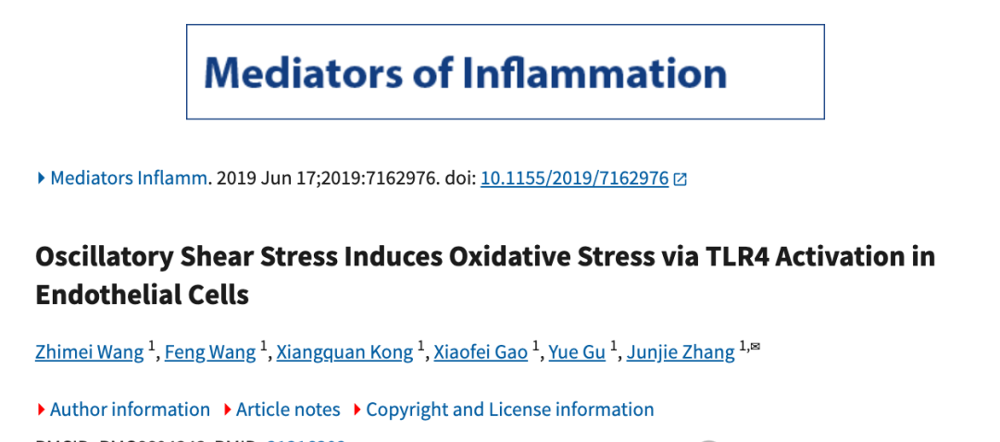 Mediators of Inflammation
Mediators Inflamm. 2019 Jun 17;2019:7162976. doi: 10.1155/2019/7162976
Oscillatory Shear Stress Induces Oxidative Stress via TLR4 Activation in
Endothelial Cells
Zhimei Wang 1, Feng Wang 1, Xiangquan Kong 1, Xiaofei Gao 1, Yue Gu 1, Junjie Zhang 1,✉
Author information Article notes Copyright and License information